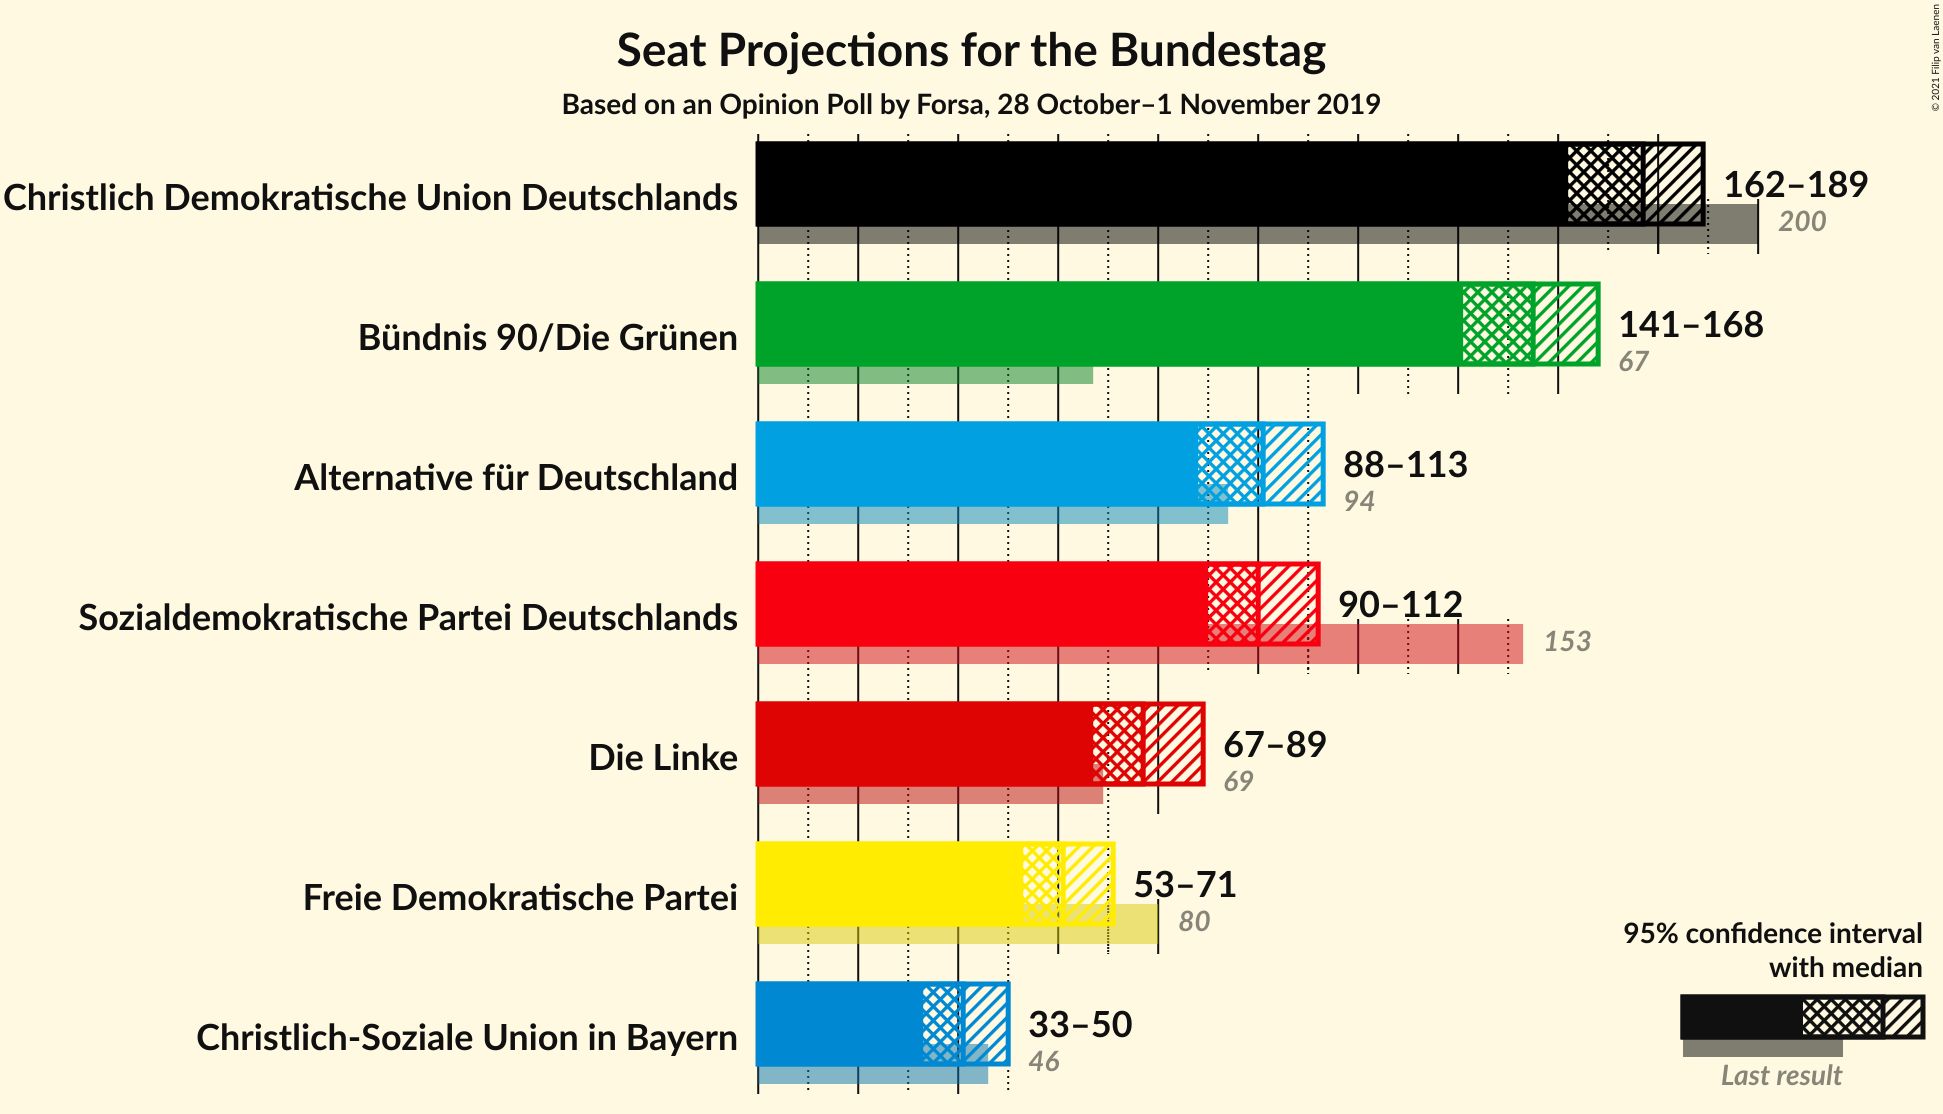 Seat Projections for the Bundestag
Based on an Opinion Poll by Forsa, 28 October–1 November 2019
© 2021 Filip van Laenen
Christlich Demokratische Union Deutschlands
162–189
200
Bündnis 90/Die Grünen
141–168
67
Alternative für Deutschland
88–113
94
Sozialdemokratische Partei Deutschlands
90–112
153
Die Linke
67–89
69
Freie Demokratische Partei
53–71
80
Christlich-Soziale Union in Bayern
33–50
46
95% confidence interval
with median
Last result